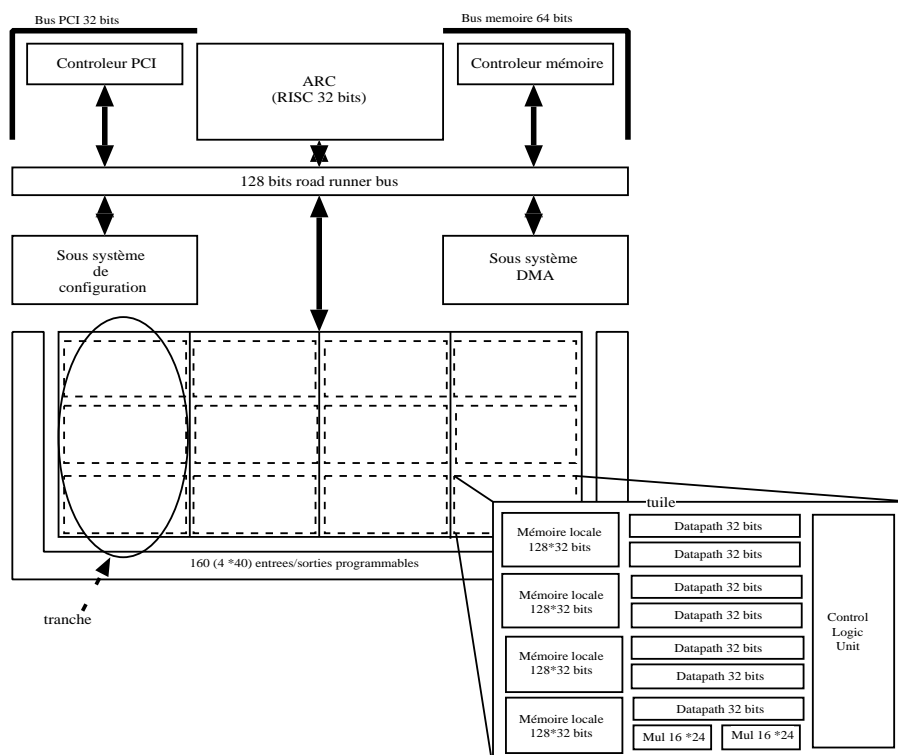 Bus PCI 32 bits
Bus memoire 64 bits
Controleur PCI
ARC
(RISC 32 bits)
Controleur mémoire
128 bits road runner bus
Sous système
de
configuration
Sous système
DMA
160 (4 *40) entrees/sorties programmables
tranche
tuile
Mémoire locale
128*32 bits
Mémoire locale
128*32 bits
Mémoire locale
128*32 bits
Mémoire locale
128*32 bits
Datapath 32 bits
Datapath 32 bits
Datapath 32 bits
Datapath 32 bits
Datapath 32 bits
Datapath 32 bits
Datapath 32 bits
Mul 16 *24
Mul 16 *24
Control
Logic
Unit